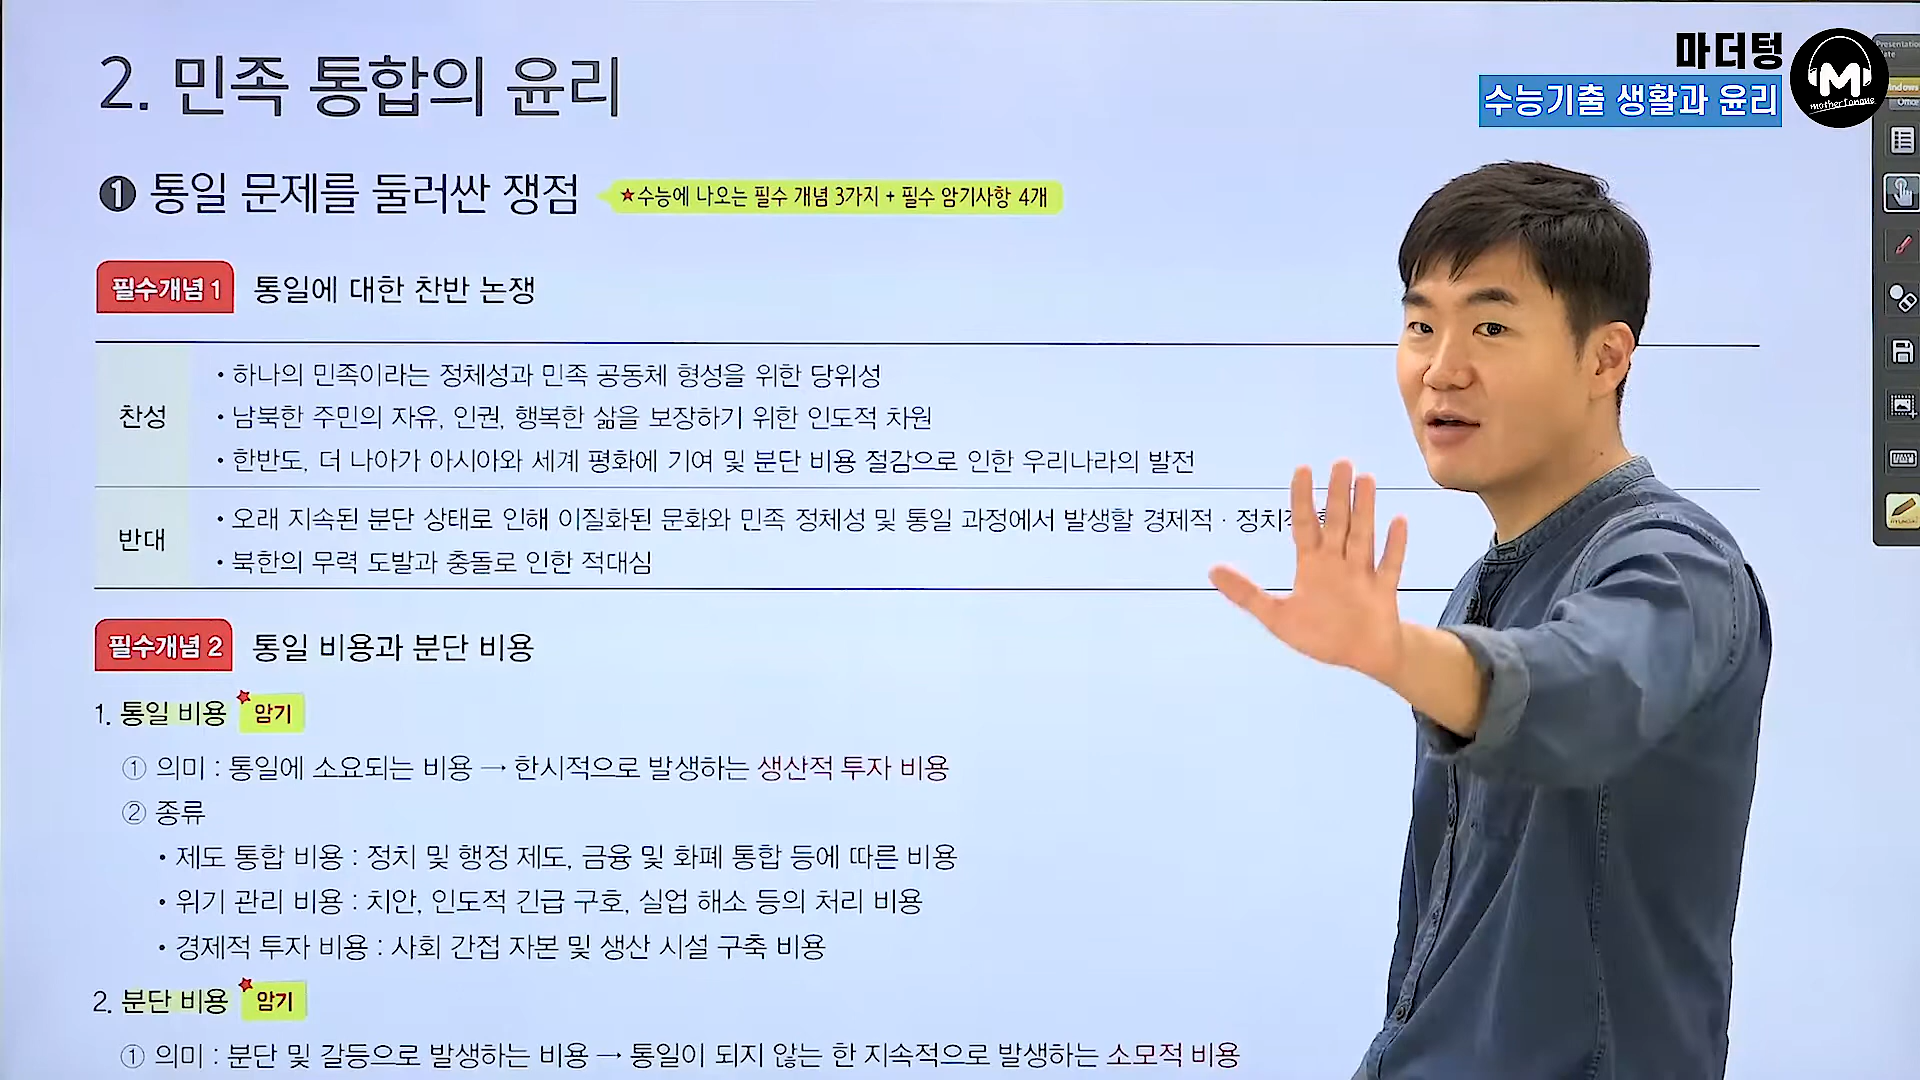 마더텅
수능기출 생활과 윤리
mothertongue
2. 민족 통합의 윤리
❶ 통일 문제를 둘러싼 쟁점
★수능에 나오는 필수 개념 3가지 + 필수 암기사항 4개
필수개념 1 통일에 대한 찬반 논쟁
찬성
• 하나의 민족이라는 정체성과 민족 공동체 형성을 위한 당위성
• 남북한 주민의 자유, 인권, 행복한 삶을 보장하기 위한 인도적 차원
• 한반도, 더 나아가 아시아와 세계 평화에 기여 및 분단 비용 절감으로 인한 우리나라의 발전
반대
• 오래 지속된 분단 상태로 인해 이질화된 문화와 민족 정체성 및 통일 과정에서 발생할 경제적 · 정치적
• 북한의 무력 도발과 충돌로 인한 적대심
필수개념 2 통일 비용과 분단 비용
1. 통일 비용 암기
① 의미 : 통일에 소요되는 비용 → 한시적으로 발생하는 생산적 투자 비용
② 종류
• 제도 통합 비용 : 정치 및 행정 제도, 금융 및 화폐 통합 등에 따른 비용
• 위기 관리 비용 : 치안, 인도적 긴급 구호, 실업 해소 등의 처리 비용
• 경제적 투자 비용 : 사회 간접 자본 및 생산 시설 구축 비용
2. 분단 비용 암기
① 의미 : 분단 및 갈등으로 발생하는 비용 → 통일이 되지 않는 한 지속적으로 발생하는 소모적 비용